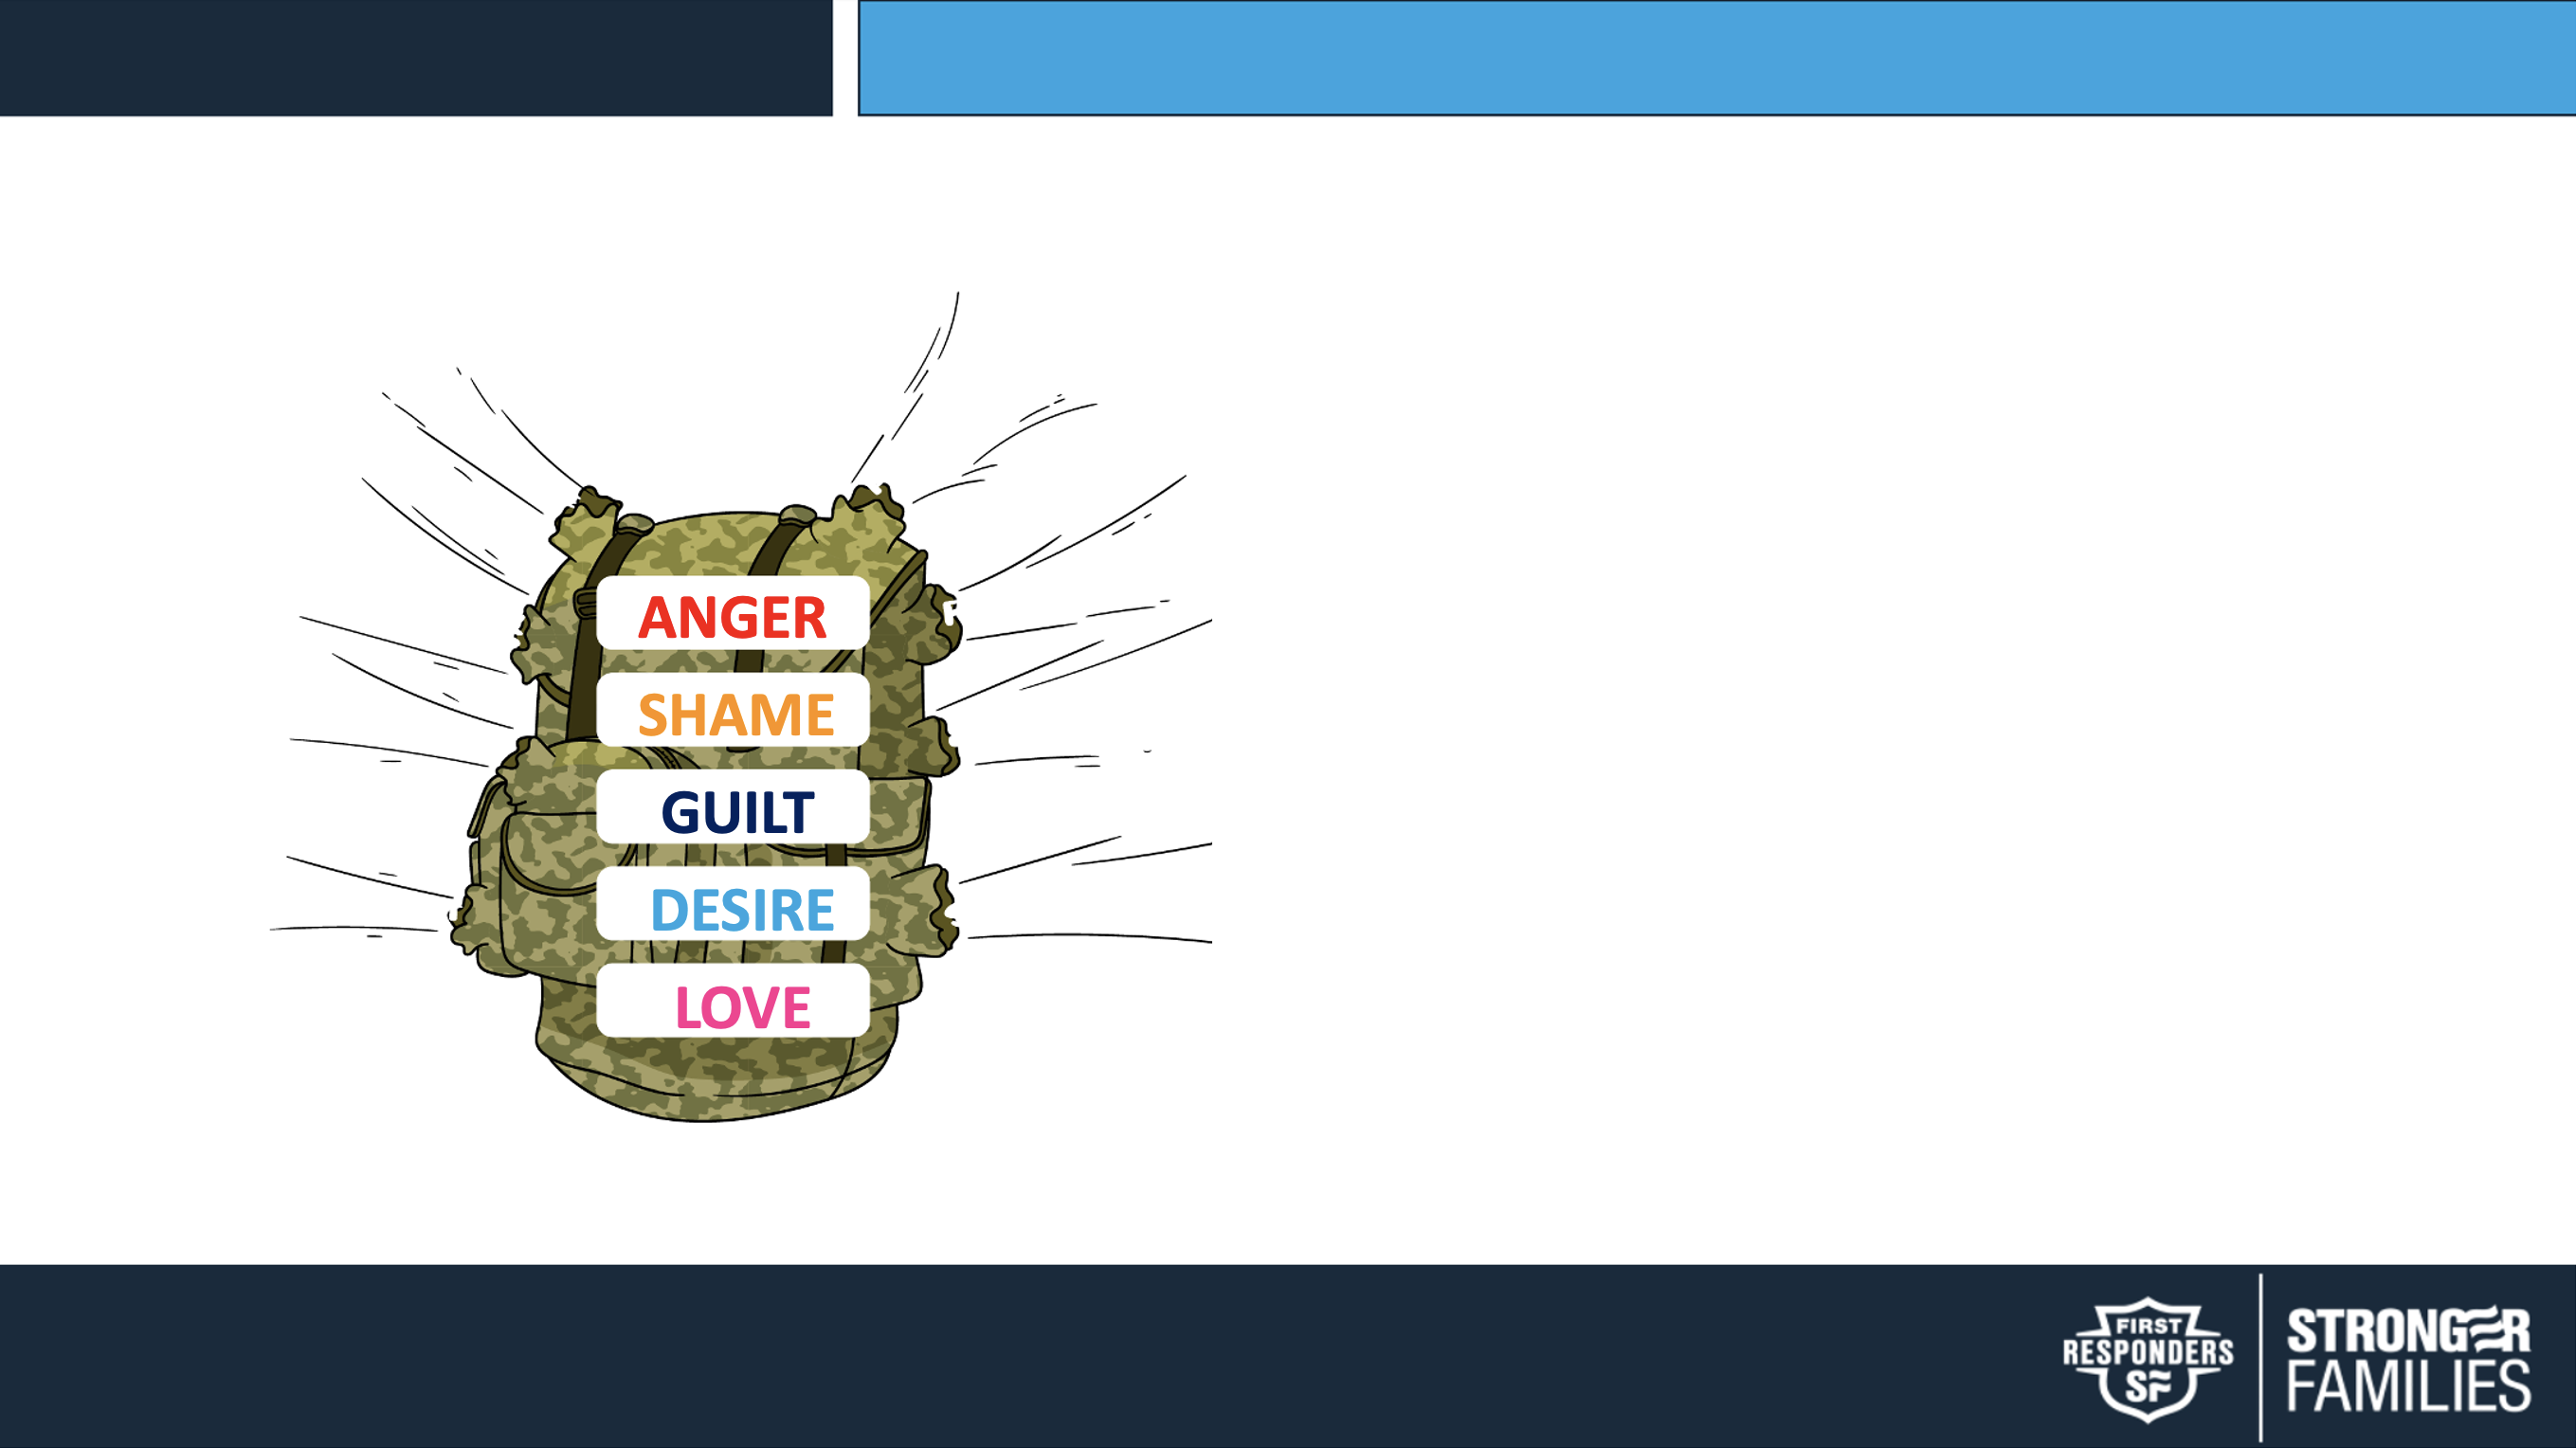 ANGER
SHAME
GUILT
DESIRE
LOVE
FIRST
RESPONDERS
SF
STRONGER
FAMILIES